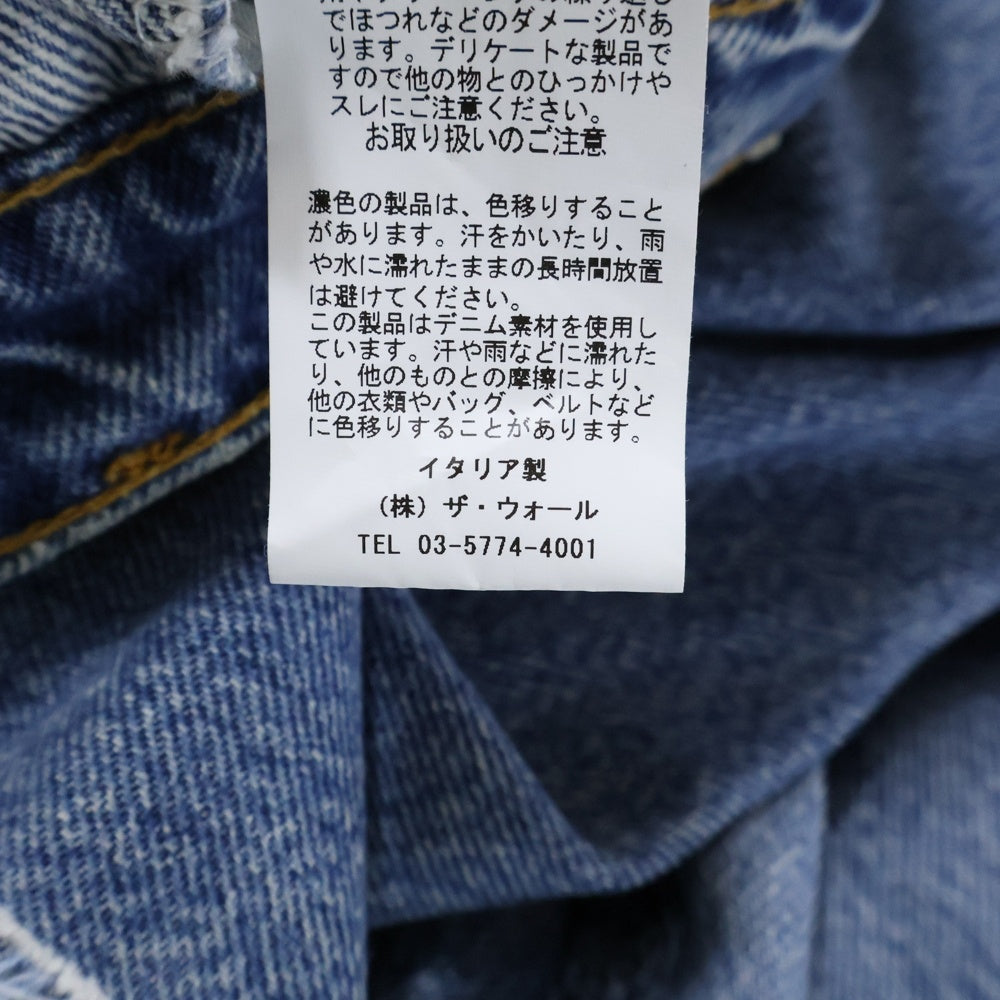 でほつれなどのダメージがあ
ります。デリケートな製品で
すので他の物とのひっかけや
スレにご注意ください。
お取り扱いのご注意
濃色の製品は、色移りすること
があります。汗をかいたり、雨
や水に濡れたままの長時間放置
は避けてください。
この製品はデニム素材を使用し
ています。汗や雨などに濡れた
り、他のものとの摩擦により、
他の衣類やバッグ、ベルトなど
に色移りすることがあります。
イタリア製
（株）ザ・ウォール
TEL 03-5774-4001